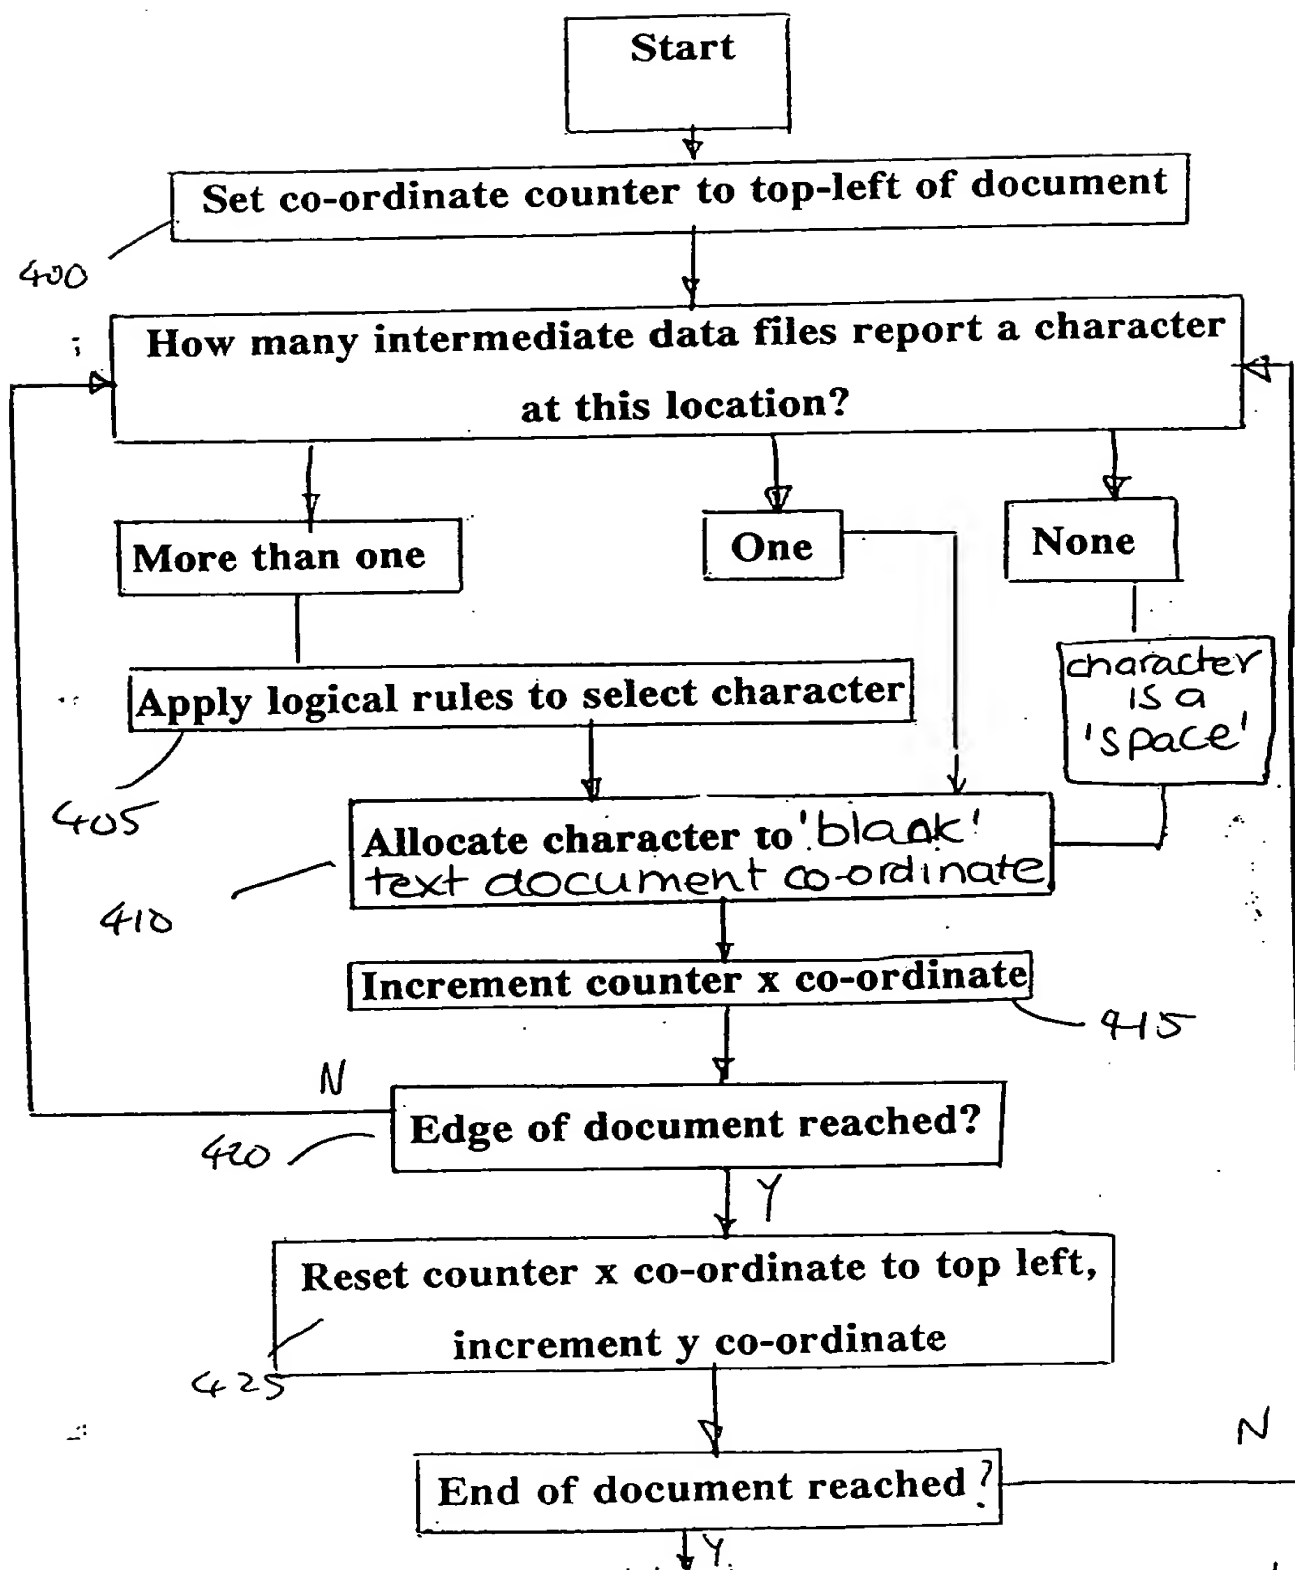 Start
Set co-ordinate counter to top-left of document
400
How many intermediate data files report a character
at this location?
More than one
One
None
character
is a
'space'
Apply logical rules to select character
405
Allocate character to 'blank'
text document co-ordinate
410
Increment counter x co-ordinate
415
N
Edge of document reached?
420
Y
Reset counter x co-ordinate to top left,
increment y co-ordinate
425
N
End of document reached?
Y